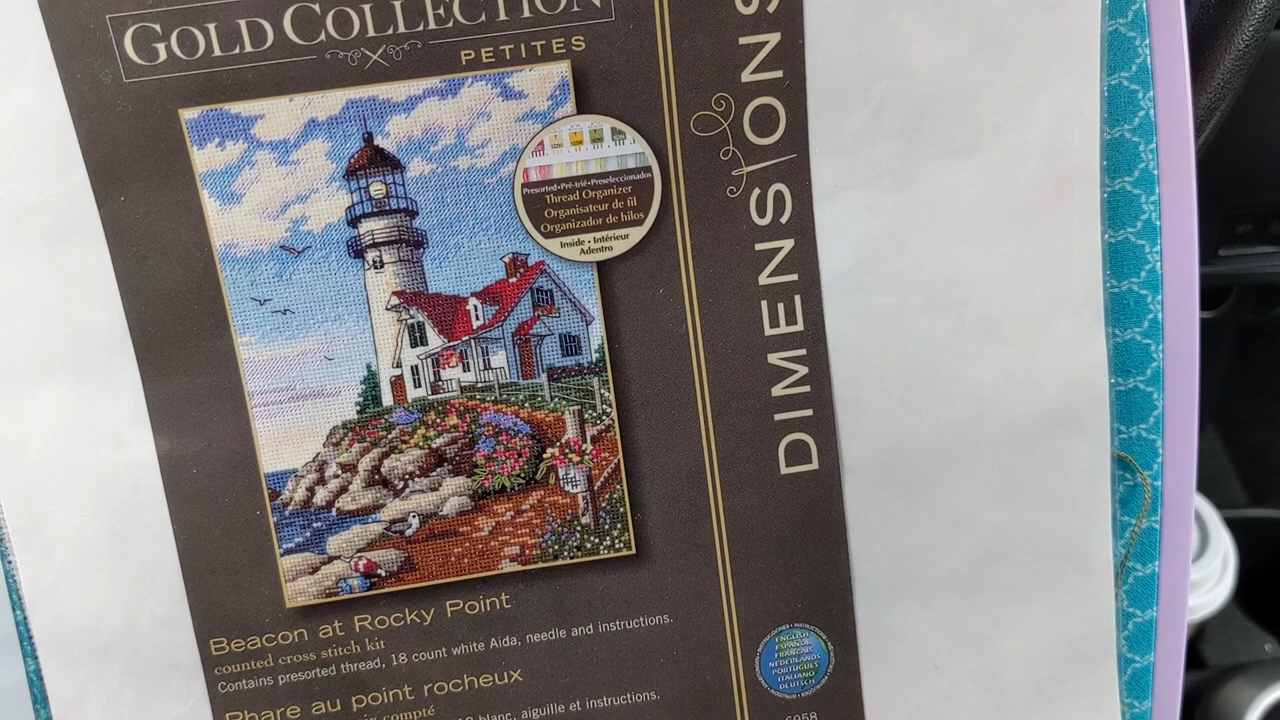 GOLD COLLECTION
PETITES
Presorted•Pré-trié•Preseleccionados
Thread Organizer
Organisateur de fil
Organizador de hilos
Inside • Intérieur
Adentro
DIMENSIONS
Beacon at Rocky Point
counted cross stitch kit
Contains presorted thread, 18 count white Aida, needle and instructions.
Phare au point rocheux
compté
blanc, aiguille et instructions.
ENGLISH
ESPAÑOL
FRANÇAIS
NEDERLANDS
PORTUGUÊS
ITALIANO
DEUTSCH